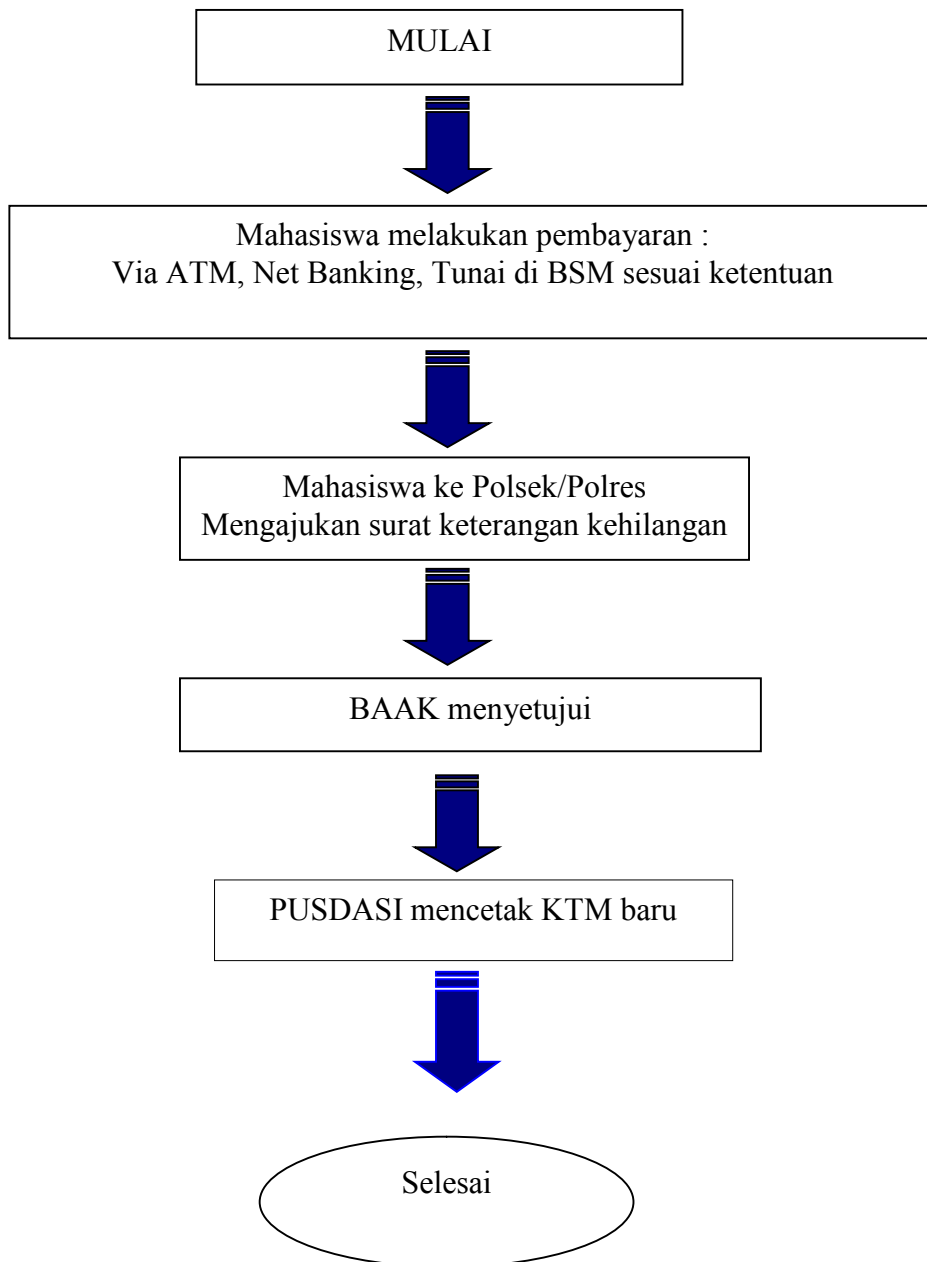 MULAI
Mahasiswa melakukan pembayaran :
Via ATM, Net Banking, Tunai di BSM sesuai ketentuan
Mahasiswa ke Polsek/Polres
Mengajukan surat keterangan kehilangan
BAAK menyetujui
PUSDASI mencetak KTM baru
Selesai